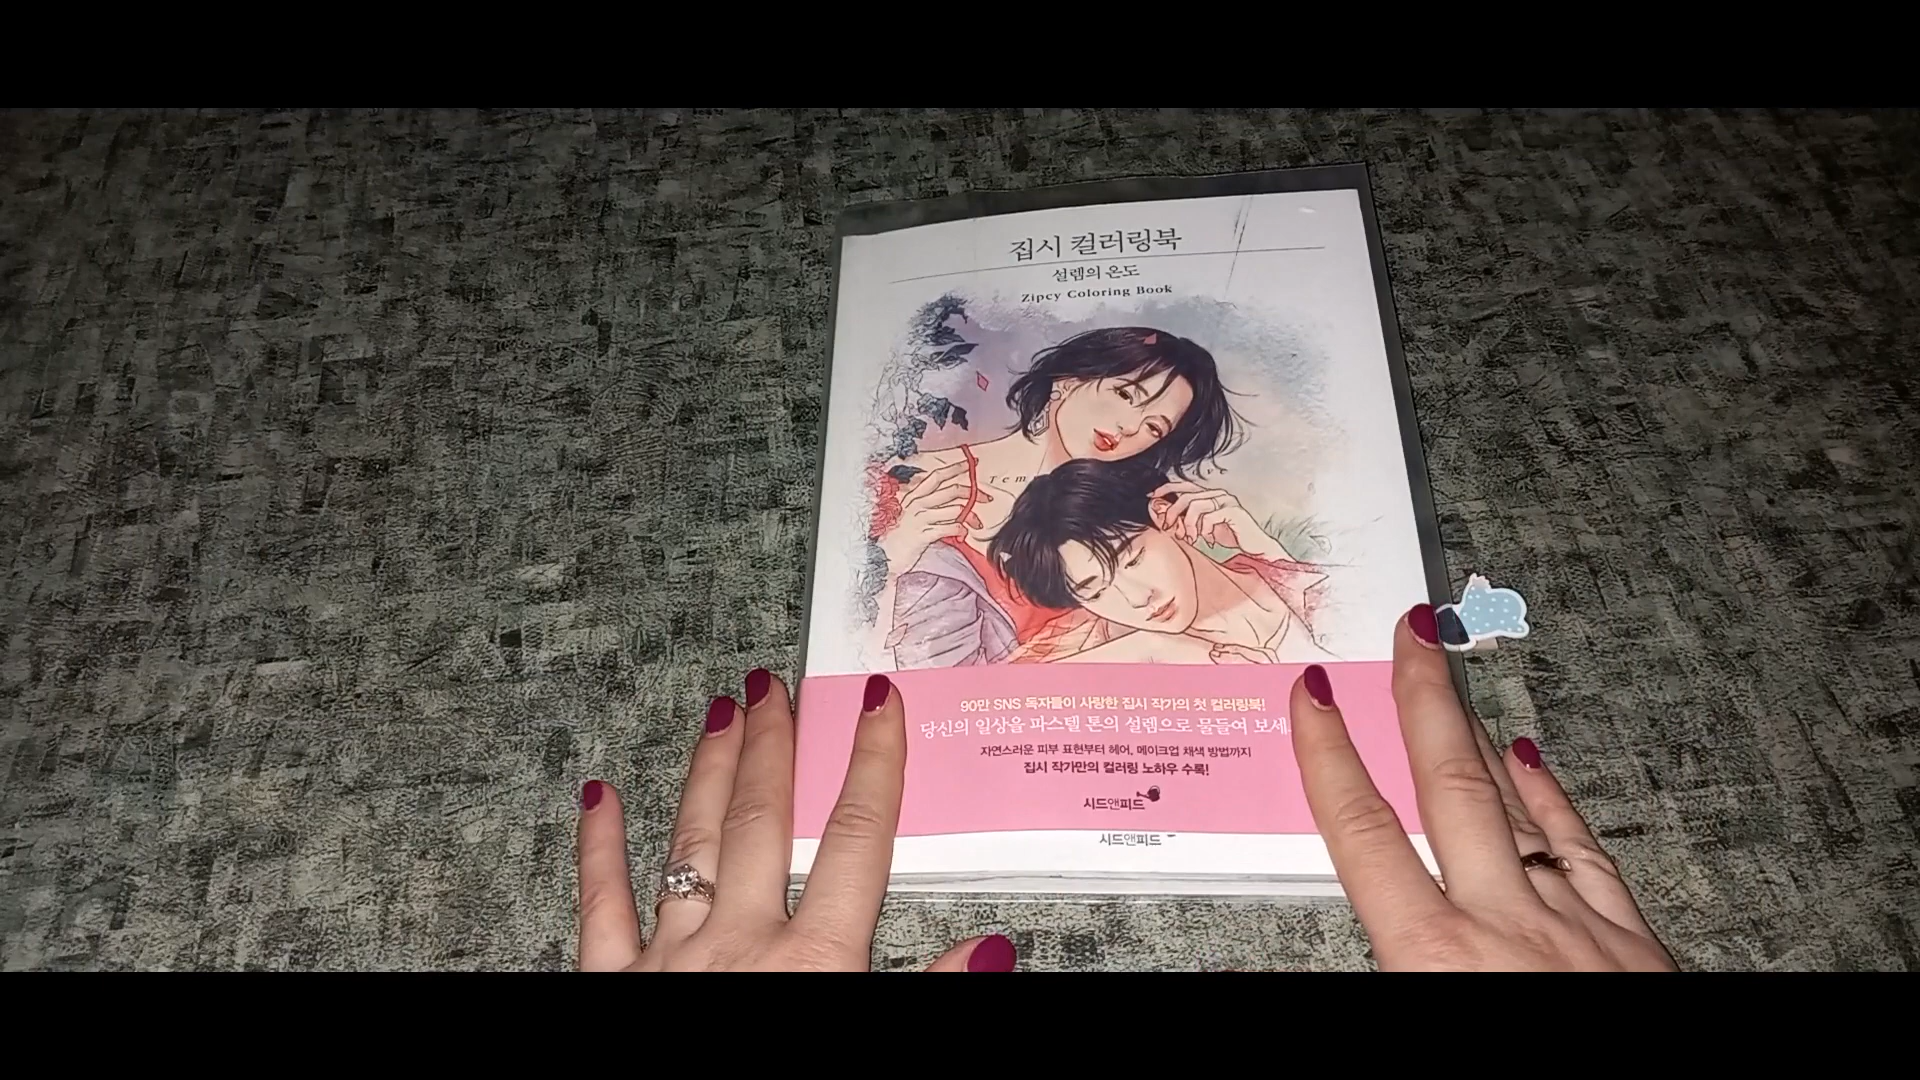 집시 컬러링북
설렘의 온도
Zipcy Coloring Book
90만 SNS 독자들이 사랑한 집시 작가의 첫 컬러링북!
당신의 일상을 파스텔 톤의 설렘으로 물들여
자연스러운 피부 표현부터 헤어, 메이크업 채색 방법까지
집시 작가만의 컬러링 노하우 수록!
시드앤피드
시드앤피드